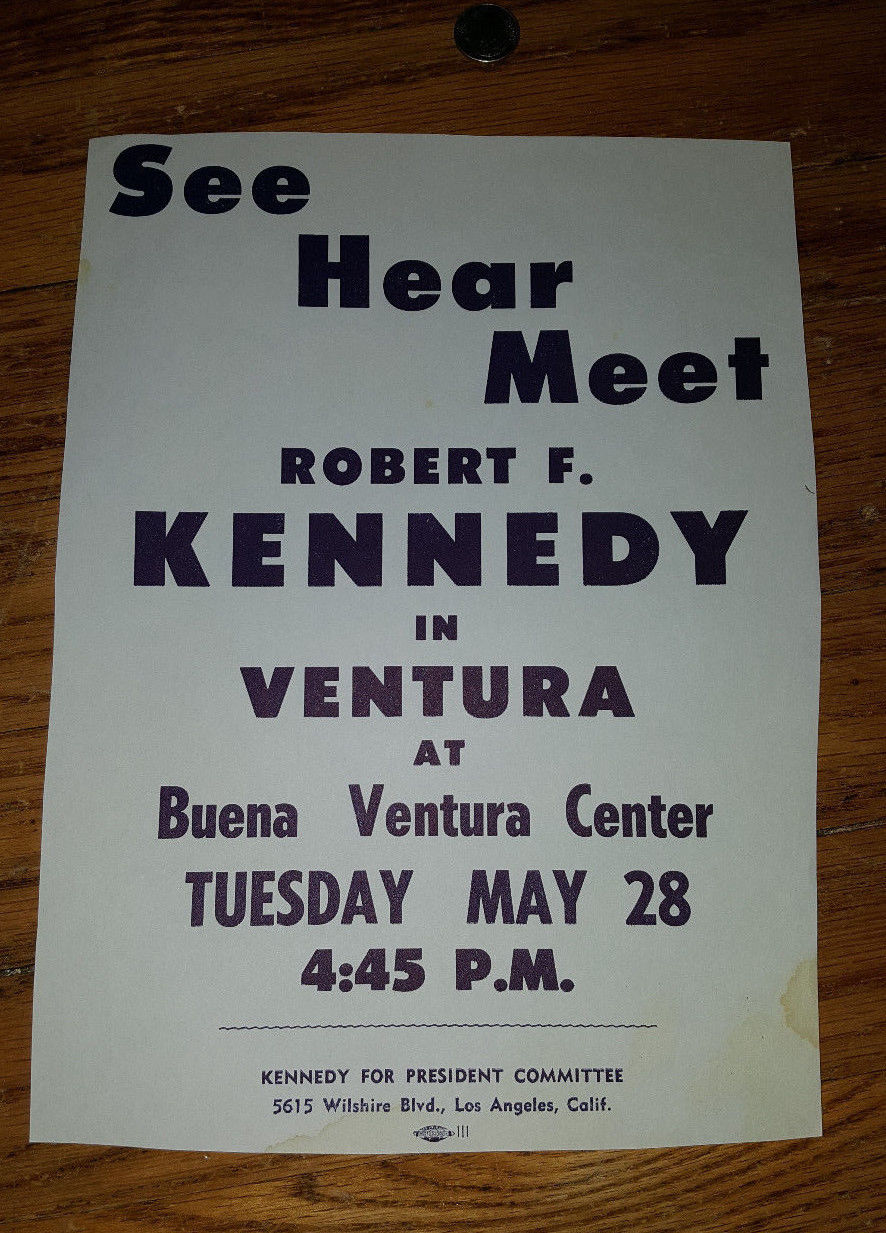 See
Hear
Meet
ROBERT F.
KENNEDY
IN
VENTURA
AT
Buena Ventura Center
TUESDAY MAY 28
4:45 P.M.
KENNEDY FOR PRESIDENT COMMITTEE
5615 Wilshire Blvd., Los Angeles, Calif.
111